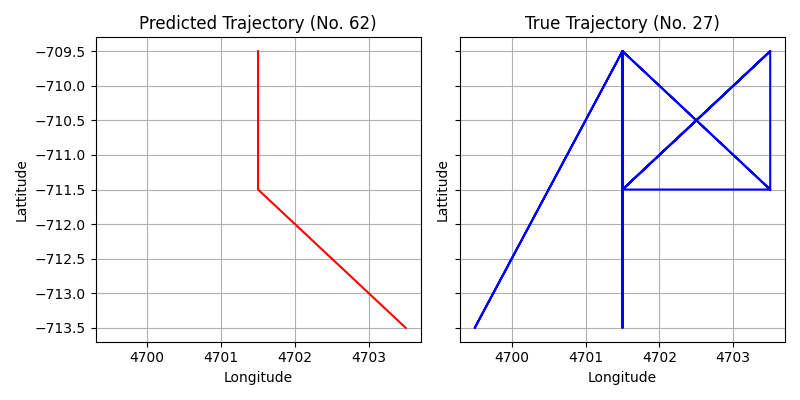 Predicted Trajectory (No. 62)
True Trajectory (No. 27)
−709.5
−710.0
−710.5
−711.0
−711.5
−712.0
−712.5
−713.0
−713.5
Lattitude
Lattitude
4700 4701 4702 4703
4700 4701 4702 4703
Longitude
Longitude